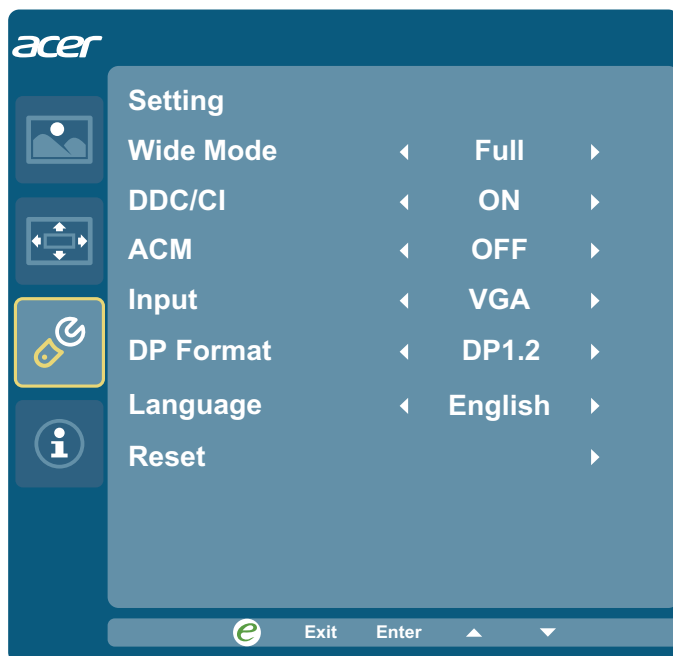 acer
Setting
Wide Mode Full
DDC/CI ON
ACM OFF
Input VGA
DP Format DP1.2
Language English
Reset
e Exit Enter